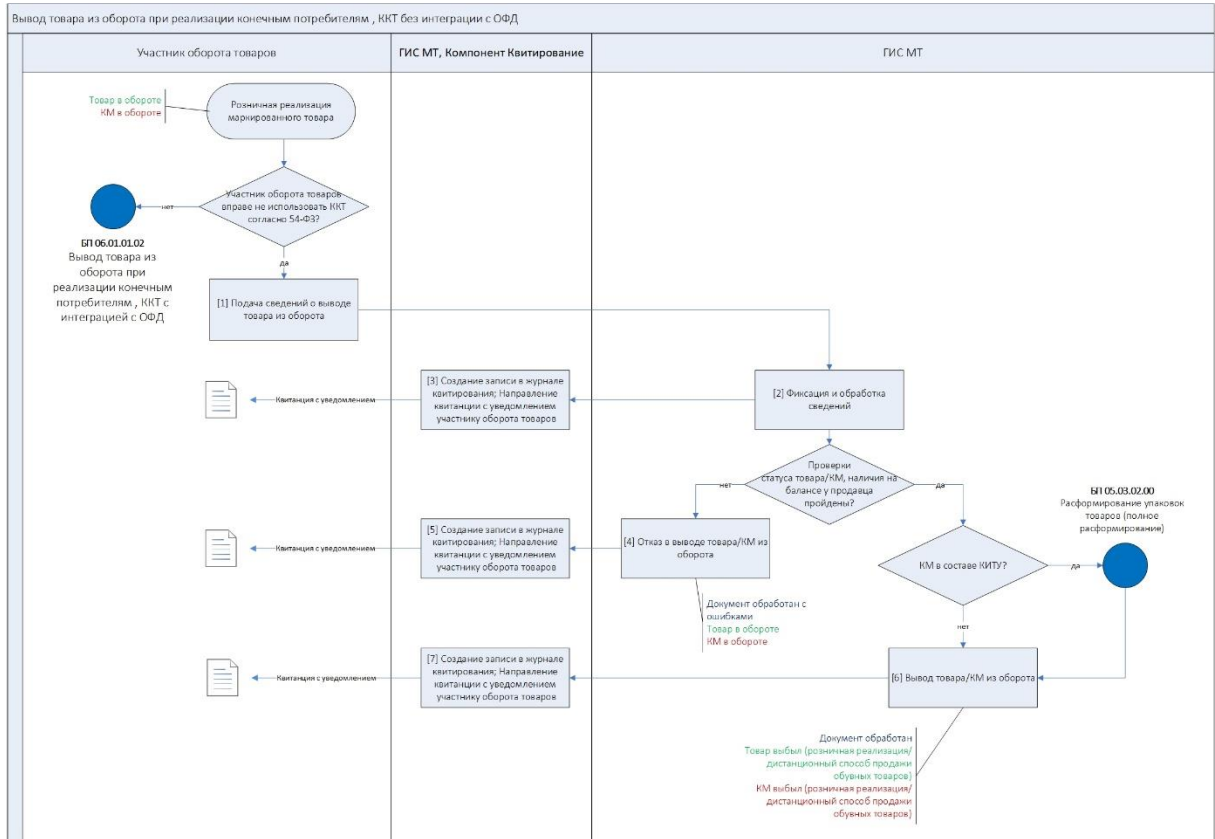 Вывод товара из оборота при реализации конечным потребителям , ККТ без интеграции с ОФД
Участник оборота товаров
ГИС МТ, Компонент Квитирование
ГИС МТ
Товар в обороте
КМ в обороте
Розничная реализация
маркированного товара
Участник оборота товаров
вправе не использовать ККТ
согласно 54-ФЗ?
нет
да
БП 06.01.01.02
Вывод товара из
оборота при
реализации конечным
потребителям , ККТ с
интеграцией с ОФД
[1] Подача сведений о выводе
товара из оборота
[2] Фиксация и обработка
сведений
[3] Создание записи в журнале
квитирования; Направление
квитанции с уведомлением
участнику оборота товаров
Квитанция с уведомлением
Проверки
статуса товара/КМ, наличия на
балансе у продавца
пройдены?
нет
да
БП 05.03.02.00
Расформирование упаковок
товаров (полное
расформирование)
[4] Отказ в выводе товара/КМ из
оборота
[5] Создание записи в журнале
квитирования; Направление
квитанции с уведомлением
участнику оборота товаров
Квитанция с уведомлением
КМ в составе КИТУ?
да
нет
Документ обработан с
ошибками
Товар в обороте
КМ в обороте
[6] Вывод товара/КМ из оборота
[7] Создание записи в журнале
квитирования; Направление
квитанции с уведомлением
участнику оборота товаров
Квитанция с уведомлением
Документ обработан
Товар выбыл (розничная реализация/
дистанционный способ продажи
обувных товаров)
КМ выбыл (розничная реализация/
дистанционный способ продажи
обувных товаров)